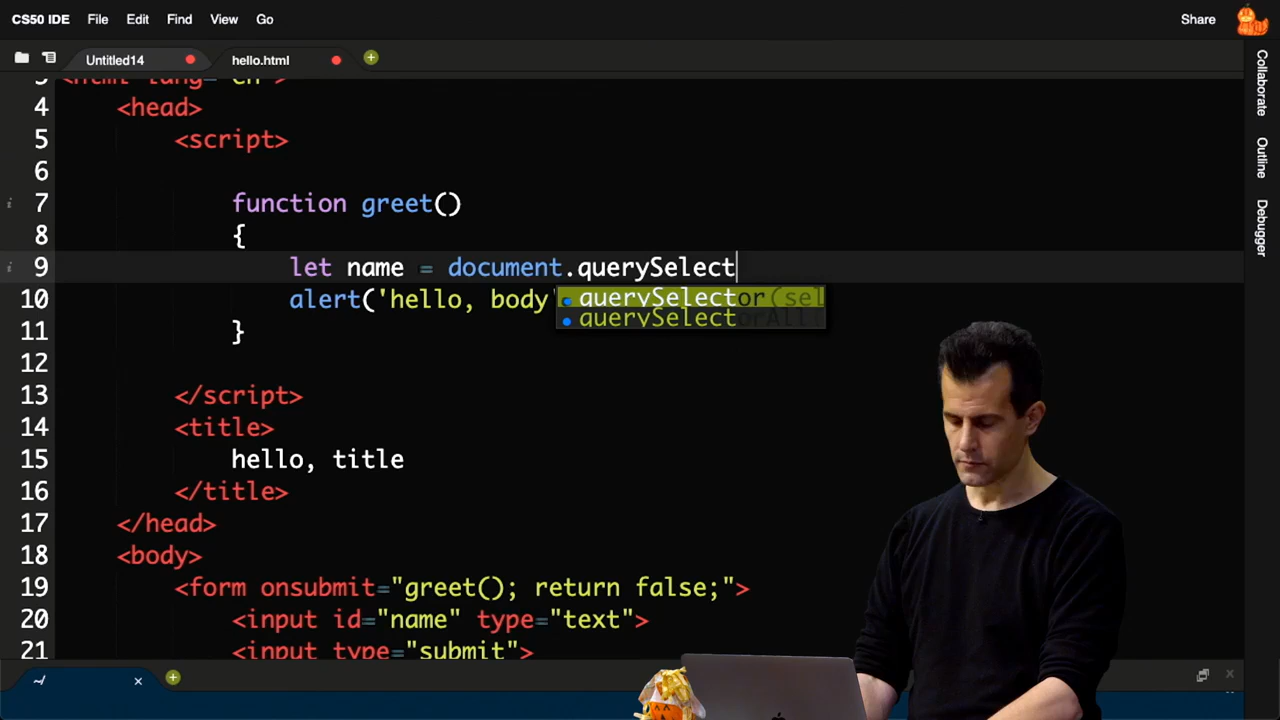 CS50 IDE File Edit Find View Go Share
Untitled14 hello.html
4 <head>
5 <script>
6
7 function greet()
8 {
9 let name = document.querySelect
10 alert('hello, body'
querySelector(sel
querySelectorAll
11 }
12
13 </script>
14 <title>
15 hello, title
16 </title>
17 </head>
18 <body>
19 <form onsubmit="greet(); return false;">
20 <input id="name" type="text">
21 <input type="submit">
Collaborate
Outline
Debugger